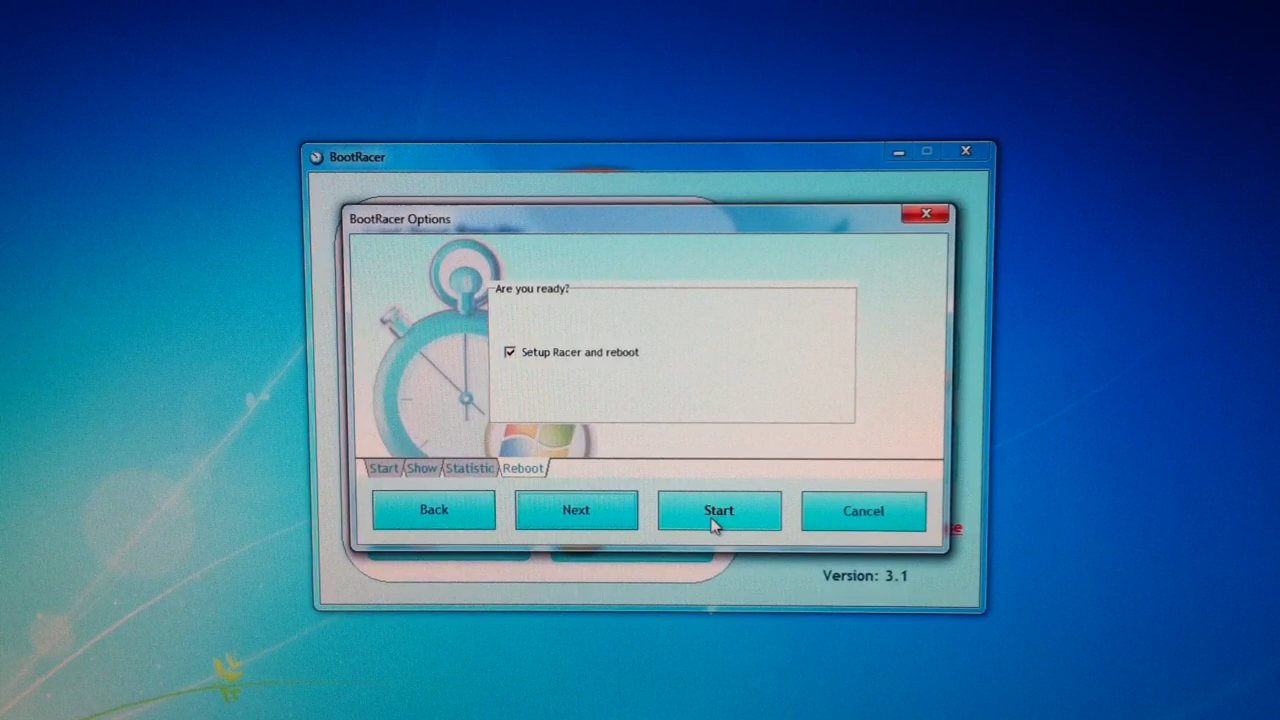 BootRacer
BootRacer Options
Are you ready?
Setup Racer and reboot
Start Show Statistic Reboot
Back Next Start Cancel
Version: 3.1